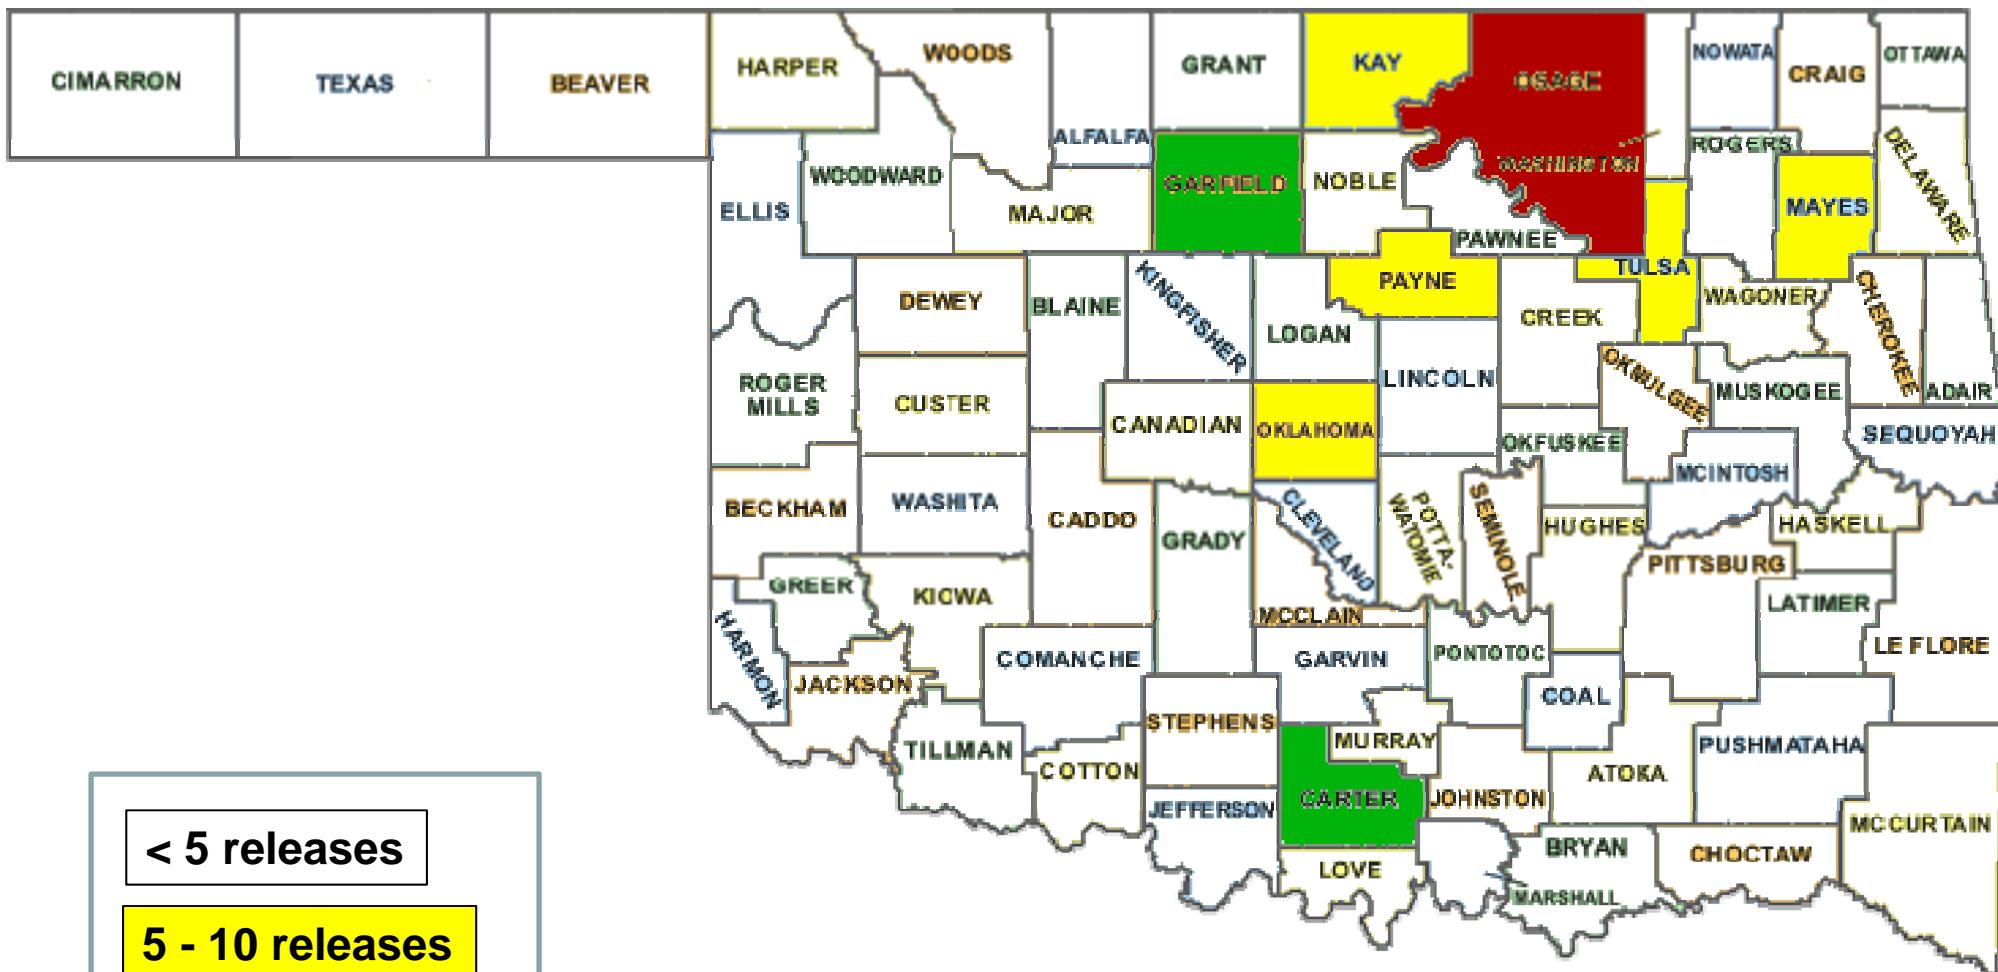 CIMARRON
TEXAS
BEAVER
HARPER
WOODS
ALFALFA
GRANT
KAY
OSAGE
NOWATA
CRAIG
OTTAWA
WASHINGTON
ROGERS
DELAWARE
ELLIS
WOODWARD
MAJOR
GARFIELD
NOBLE
PAWNEE
MAYES
TULSA
DEWEY
BLAINE
KINGFISHER
LOGAN
PAYNE
CREEK
WAGONER
CHEROKEE
ADAIR
ROGER
MILLS
CUSTER
CANADIAN
OKLAHOMA
LINCOLN
OKMULGEE
MUSKOGEE
OKFUSKEE
SEQUOYAH
MCINTOSH
BECKHAM
WASHITA
CADDO
GRADY
CLEVELAND
POTTA-
WATOMIE
SEMINOLE
HUGHES
HASKELL
PITTSBURG
GREER
KIOWA
MCCLAIN
LATIMER
HARMON
JACKSON
COMANCHE
GARVIN
PONTOTOC
LE FLORE
COAL
TILLMAN
STEPHENS
MURRAY
PUSHMATAHA
COTTON
ATOKA
JEFFERSON
CARTER
JOHNSTON
MCCURTAIN
LOVE
BRYAN
CHOCTAW
MARSHALL
< 5 releases
5 - 10 releases